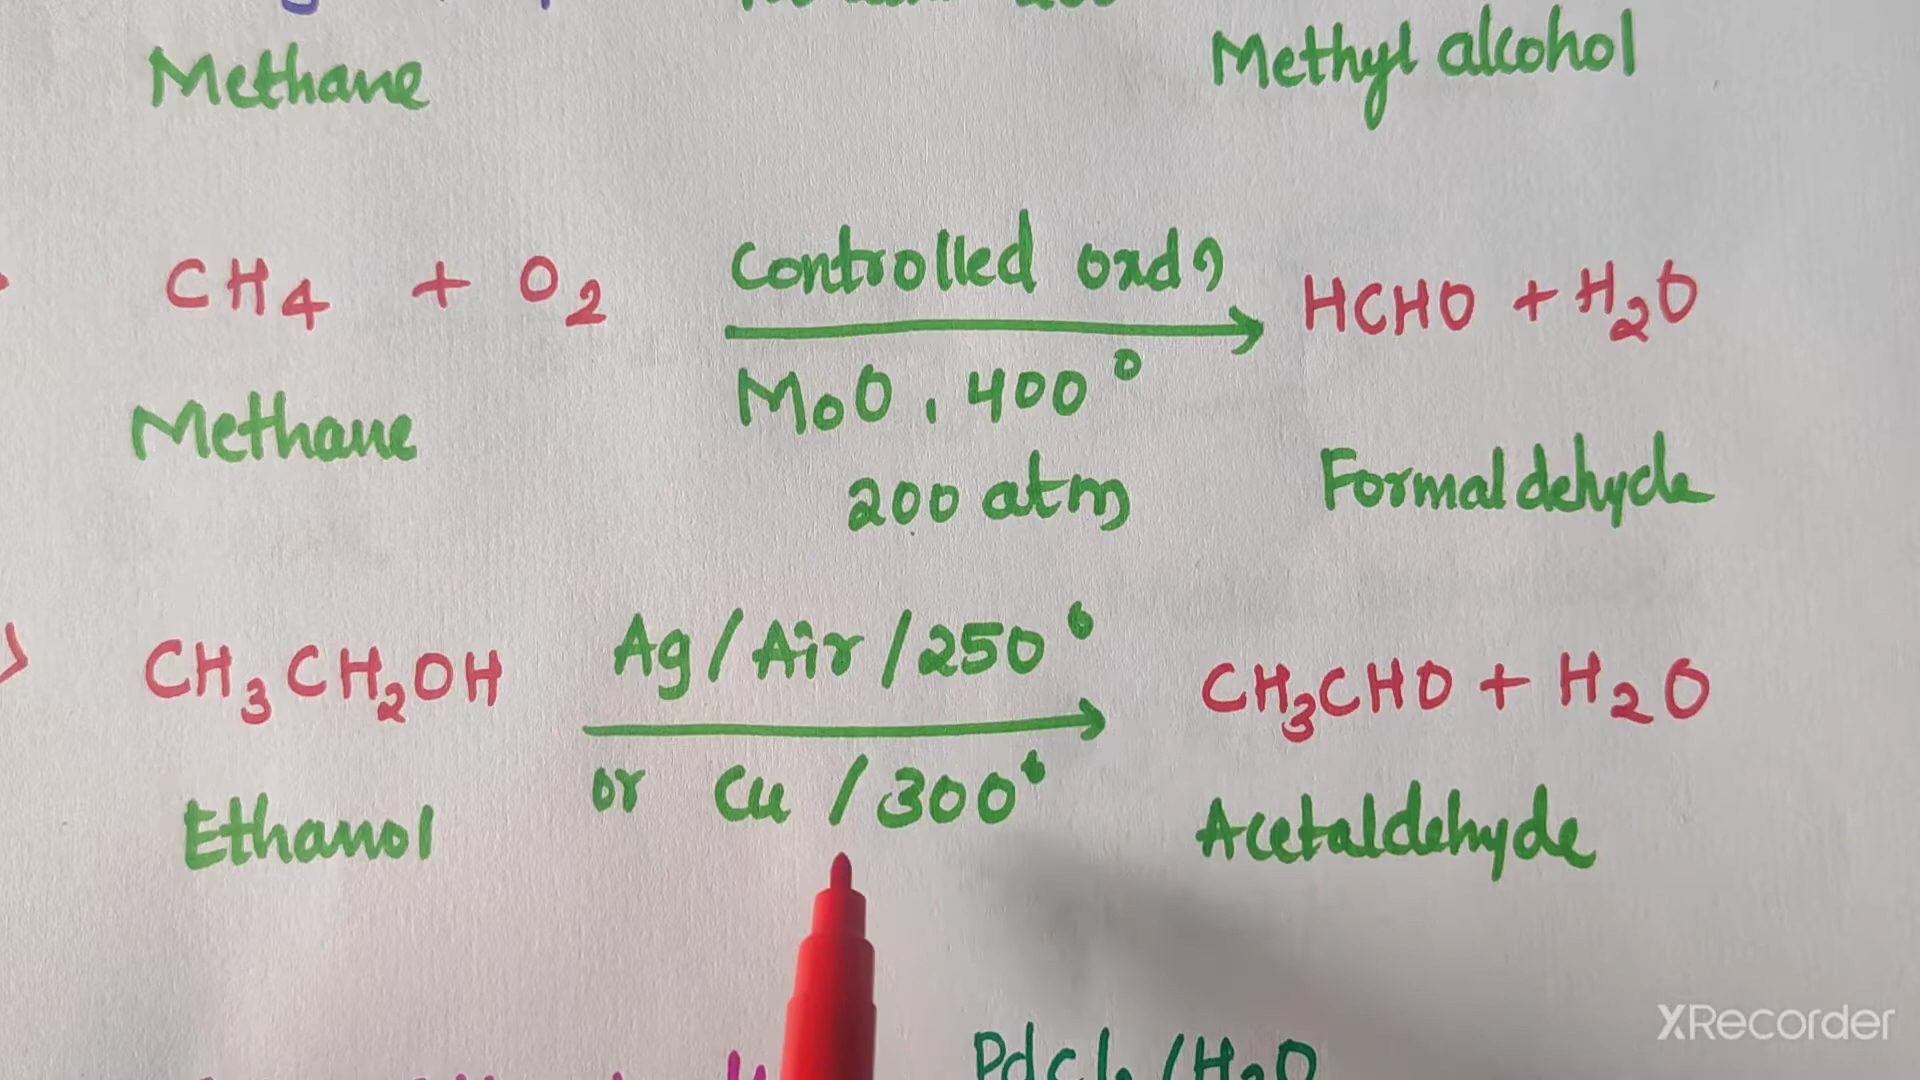 Methane
Methyl alcohol
Controlled oxdn
CH4 + O2 → HCHO + H2O
MoO, 400°
Methane
200 atm
Formaldehyde
Ag/Air/250°
CH3CH2OH → CH3CHO + H2O
or Cu/300°
Ethanol
Acetaldehyde
XRecorder